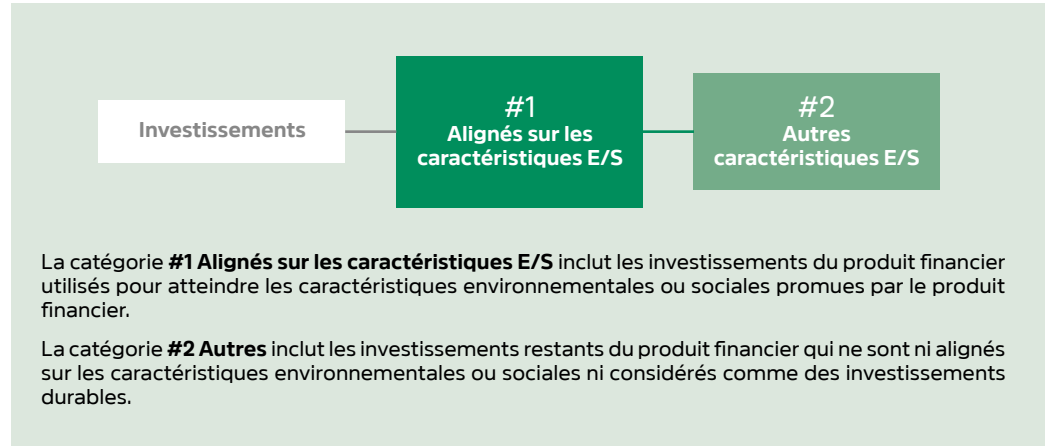 Investissements
#1
Alignés sur les
caractéristiques E/S
#2
Autres
caractéristiques E/S
La catégorie #1 Alignés sur les caractéristiques E/S inclut les investissements du produit financier
utilisés pour atteindre les caractéristiques environnementales ou sociales promues par le produit
financier.
La catégorie #2 Autres inclut les investissements restants du produit financier qui ne sont ni alignés
sur les caractéristiques environnementales ou sociales ni considérés comme des investissements
durables.